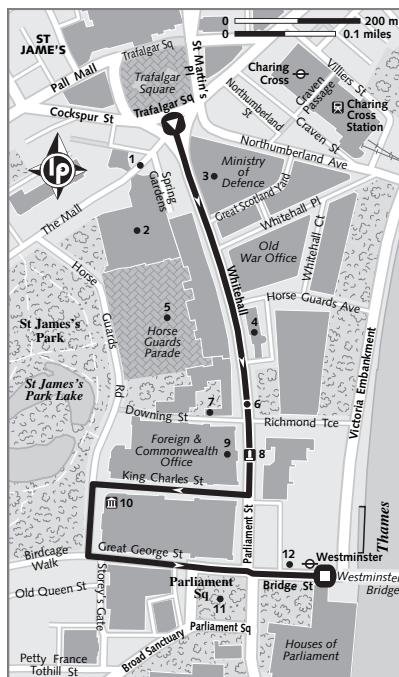 ST
JAME'S
Pall Mall
Trafalgar Sq
Trafalgar
Square
Trafalgar Sq
St Martin's
Pl
0 200 m
0 0.1 miles
Charing
Cross
Villiers St
Craven
Passage
Charing
Cross
Station
Northumberland
St
Craven St
Cockspur St
Northumberland Ave
lp
1
Spring
Gardens
3
Ministry
of
Defence
Great Scotland Yard
Whitehall Pl
The Mall
2
Old
War Office
Whitehall Ct
Horse
Guards
Rd
Whitehall
Horse Guards Ave
St James's
Park
5
Horse
Guards
Parade
4
Victoria Embankment
St James's
Park Lake
7
6
Downing St
Richmond Tce
Foreign &
Commonwealth
Office
9
8
King Charles St
10
Parliament St
Thames
Birdcage
Walk
Great George St
12
Westminster
Old Queen St
Storey's Gate
Parliament
Sq
Bridge St
Westminster
Bridge
11
Broad Sanctuary
Parliament Sq
Houses of
Parliament
Petty France
Tothill St